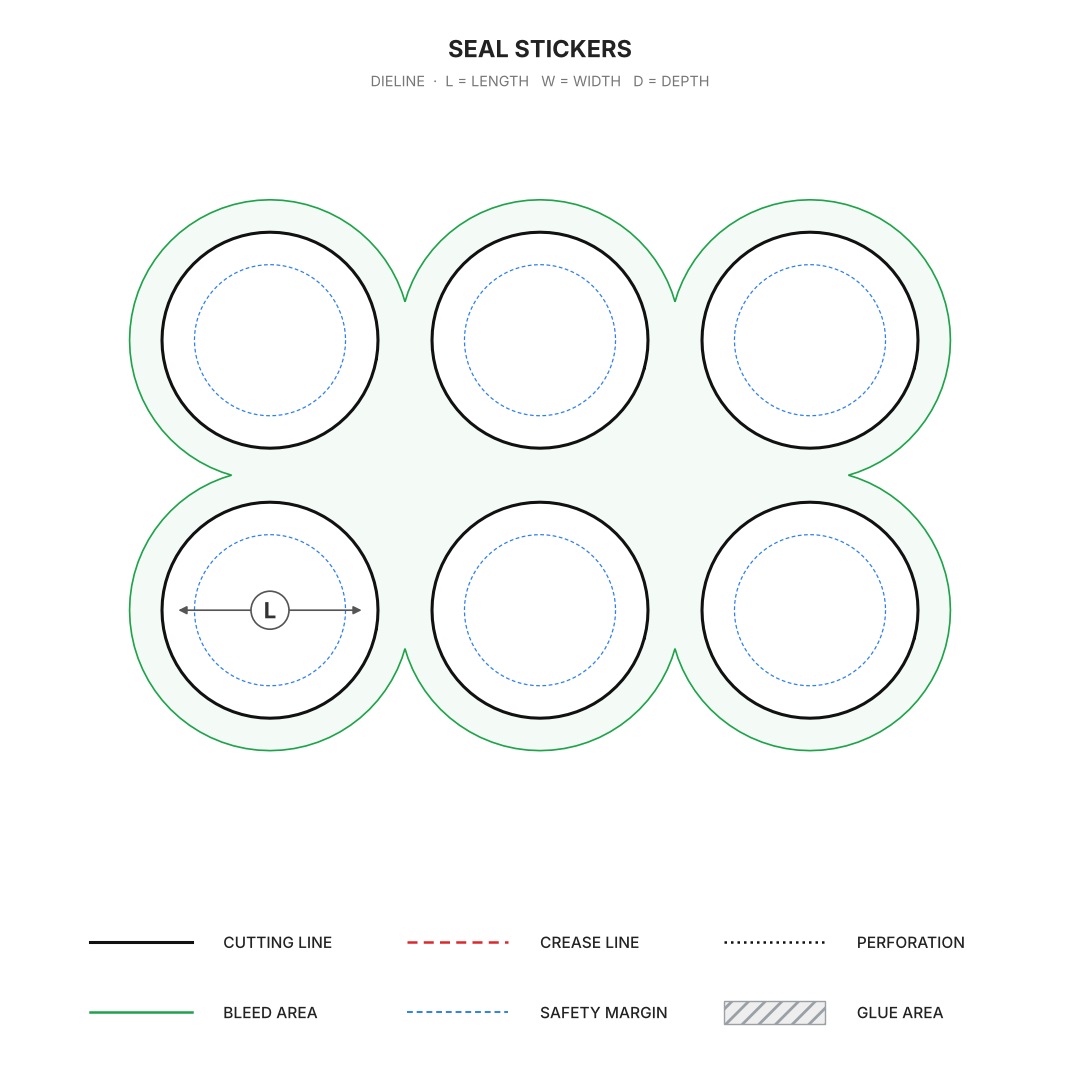 SEAL STICKERS
DIELINE · L = LENGTH W = WIDTH D = DEPTH
L
CUTTING LINE
CREASE LINE
PERFORATION
BLEED AREA
SAFETY MARGIN
GLUE AREA